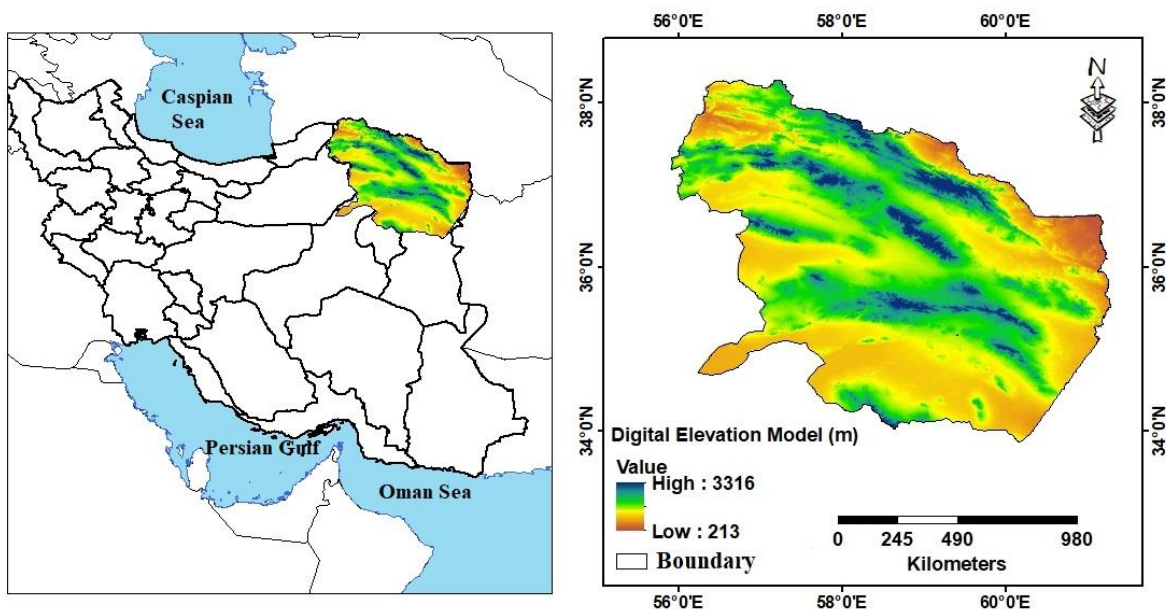 Caspian
Sea
Persian Gulf
Oman Sea
56°0'E 58°0'E 60°0'E
N
38°0'N 38°0'N
36°0'N 36°0'N
34°0'N 34°0'N
Digital Elevation Model (m)
Value
High : 3316
Low : 213
Boundary
0 245 490 980
Kilometers
56°0'E 58°0'E 60°0'E